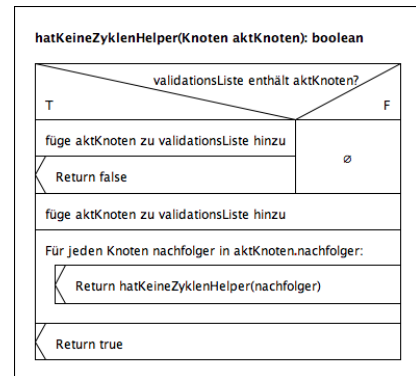 hatKeineZyklenHelper(Knoten aktKnoten): boolean
validationsListe enthält aktKnoten?
T
F
füge aktKnoten zu validationsListe hinzu
ø
Return false
füge aktKnoten zu validationsListe hinzu
Für jeden Knoten nachfolger in aktKnoten.nachfolger:
Return hatKeineZyklenHelper(nachfolger)
Return true